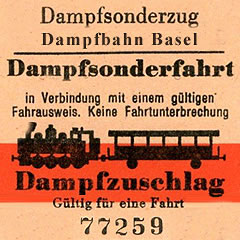 Dampfsonderzug
Dampfbahn Basel
Dampfsonderfahrt
in Verbindung mit einem gültigen
Fahrausweis. Keine Fahrtunterbrechung
Dampfzuschlag
Gültig für eine Fahrt
77259